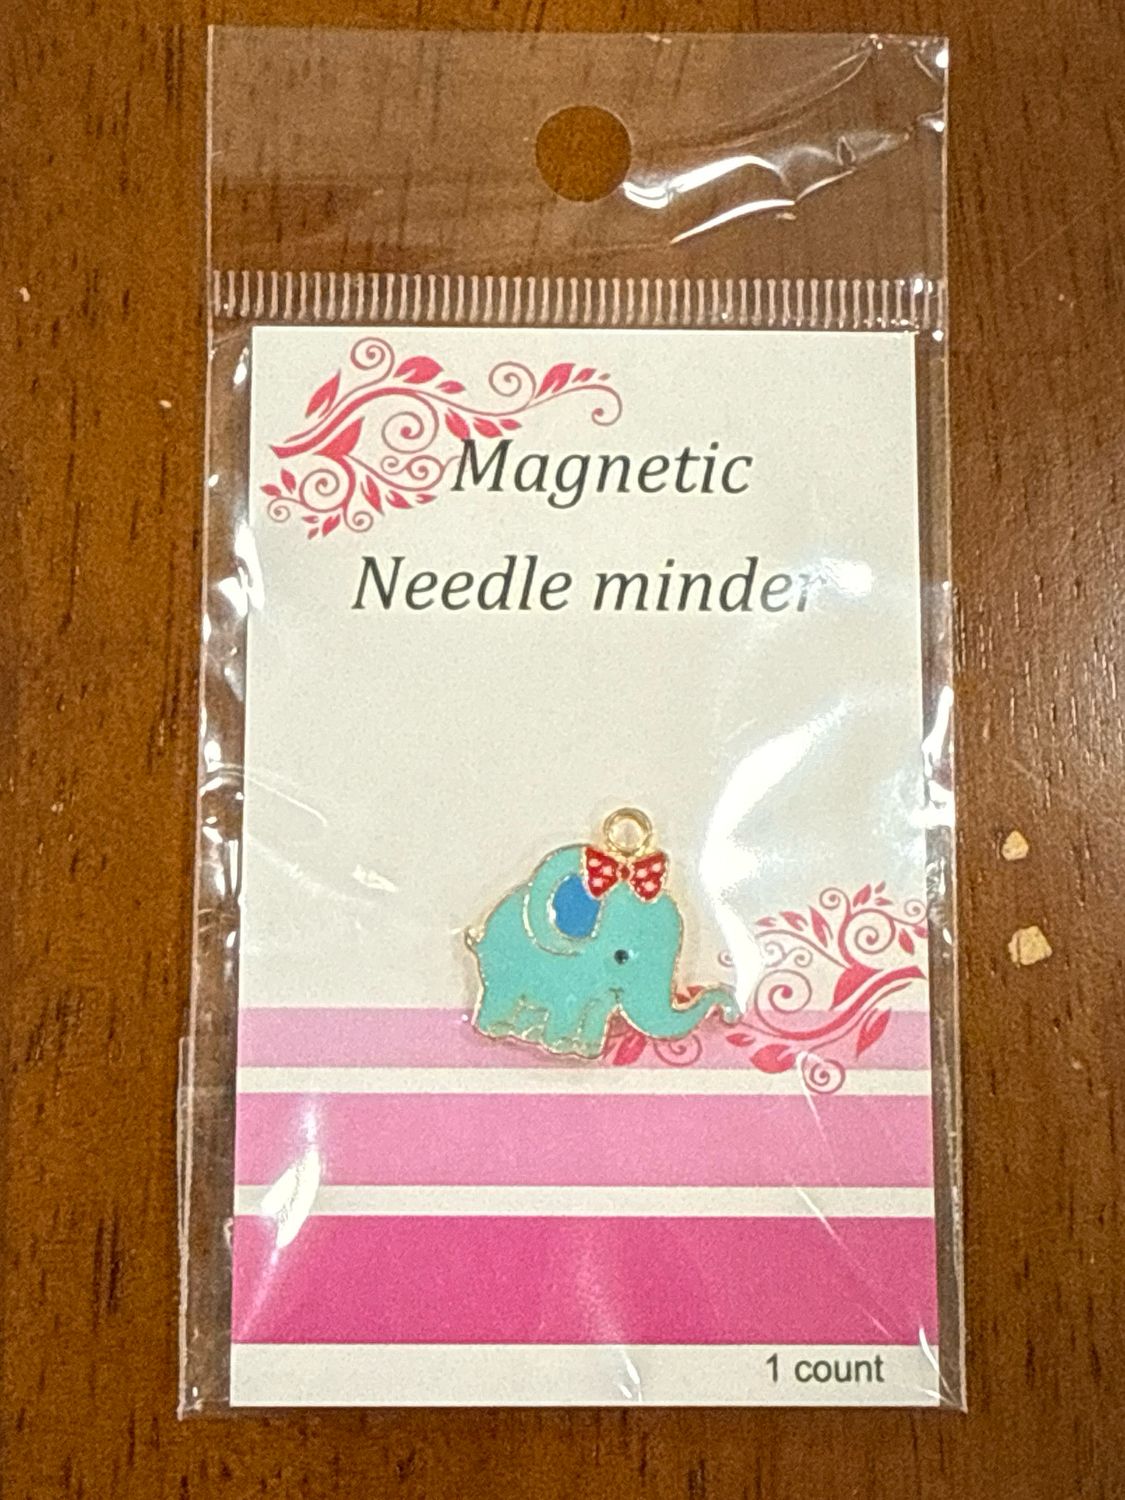 Magnetic
Needle minder
1 count